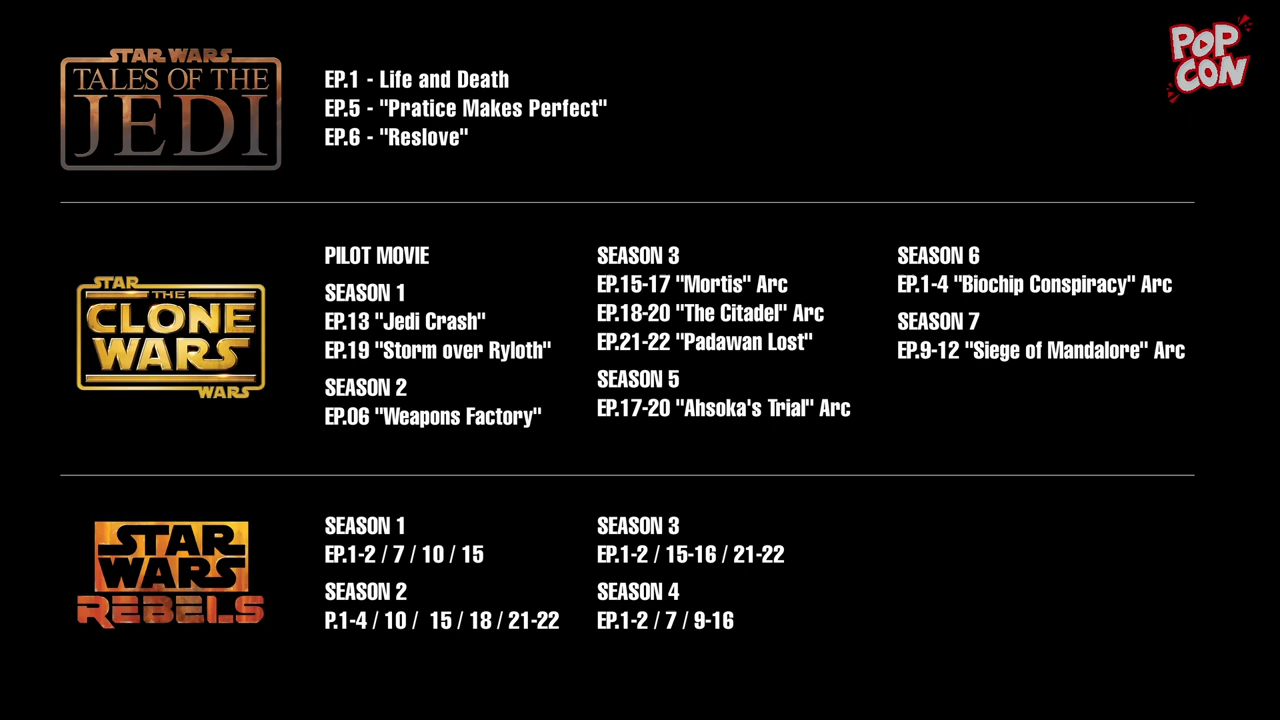 POP
CON
STAR WARS
TALES OF THE
JEDI
EP.1 - Life and Death
EP.5 - "Pratice Makes Perfect"
EP.6 - "Reslove"
STAR
THE
CLONE
WARS
WARS
PILOT MOVIE
SEASON 1
EP.13 "Jedi Crash"
EP.19 "Storm over Ryloth"
SEASON 2
EP.06 "Weapons Factory"
SEASON 3
EP.15-17 "Mortis" Arc
EP.18-20 "The Citadel" Arc
EP.21-22 "Padawan Lost"
SEASON 5
EP.17-20 "Ahsoka's Trial" Arc
SEASON 6
EP.1-4 "Biochip Conspiracy" Arc
SEASON 7
EP.9-12 "Siege of Mandalore" Arc
STAR
WARS
REBELS
SEASON 1
EP.1-2 / 7 / 10 / 15
SEASON 2
P.1-4 / 10 /  15 / 18 / 21-22
SEASON 3
EP.1-2 / 15-16 / 21-22
SEASON 4
EP.1-2 / 7 / 9-16